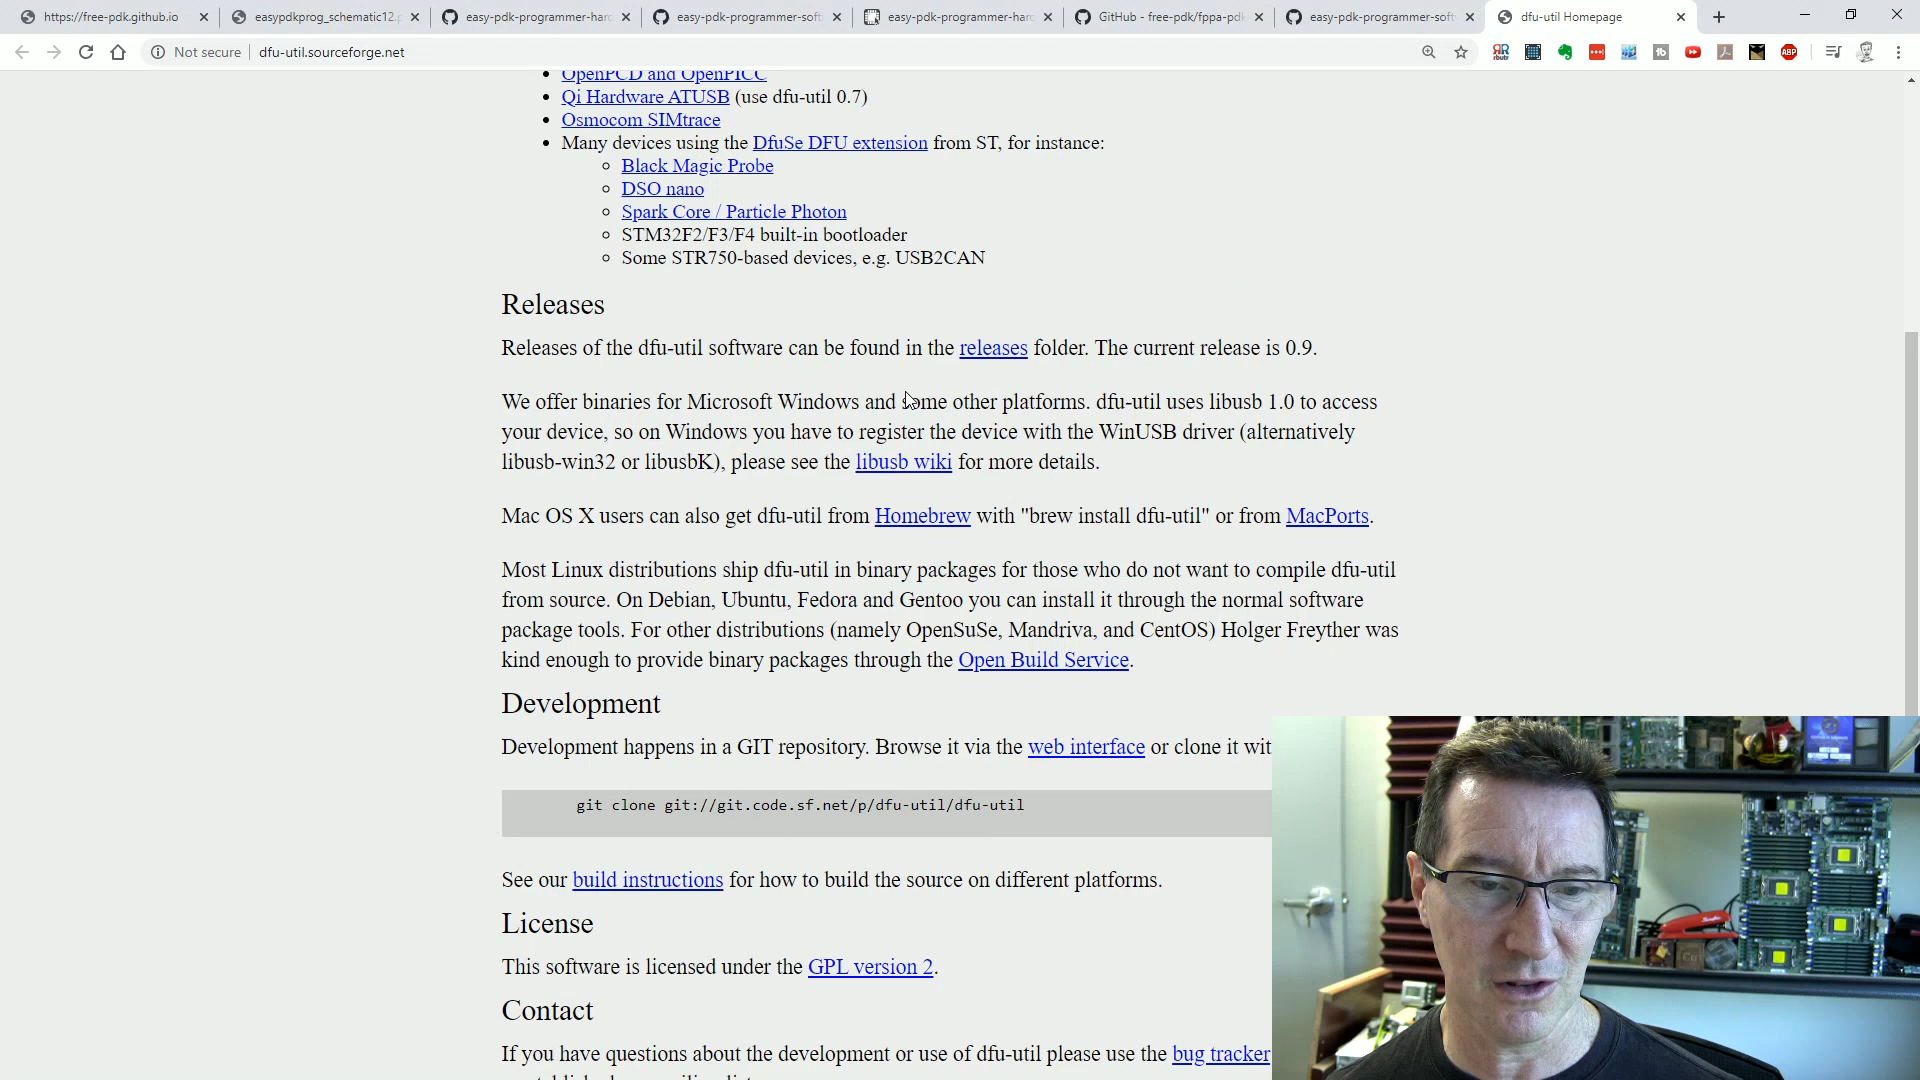 https://free-pdk.github.io
easypdkprog_schematic12.p
easy-pdk-programmer-hard
easy-pdk-programmer-soft
easy-pdk-programmer-hard
GitHub - free-pdk/fppa-pdk
easy-pdk-programmer-soft
dfu-util Homepage
Not secure
dfu-util.sourceforge.net
ABP
OpenPCD and OpenPICC
Qi Hardware ATUSB (use dfu-util 0.7)
Osmocom SIMtrace
Many devices using the DfuSe DFU extension from ST, for instance:
Black Magic Probe
DSO nano
Spark Core / Particle Photon
STM32F2/F3/F4 built-in bootloader
Some STR750-based devices, e.g. USB2CAN
Releases
Releases of the dfu-util software can be found in the releases folder. The current release is 0.9.
We offer binaries for Microsoft Windows and some other platforms. dfu-util uses libusb 1.0 to access
your device, so on Windows you have to register the device with the WinUSB driver (alternatively
libusb-win32 or libusbK), please see the libusb wiki for more details.
Mac OS X users can also get dfu-util from Homebrew with "brew install dfu-util" or from MacPorts.
Most Linux distributions ship dfu-util in binary packages for those who do not want to compile dfu-util
from source. On Debian, Ubuntu, Fedora and Gentoo you can install it through the normal software
package tools. For other distributions (namely OpenSuSe, Mandriva, and CentOS) Holger Freyther was
kind enough to provide binary packages through the Open Build Service.
Development
Development happens in a GIT repository. Browse it via the web interface or clone it wit
git clone git://git.code.sf.net/p/dfu-util/dfu-util
See our build instructions for how to build the source on different platforms.
License
This software is licensed under the GPL version 2.
Contact
If you have questions about the development or use of dfu-util please use the bug tracker